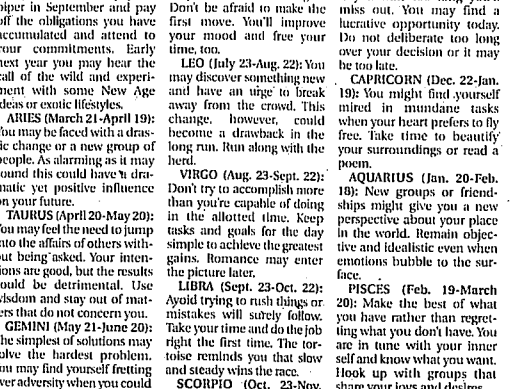 piper in September and pay
off the obligations you have
accumulated and attend to
your commitments. Early
next year you may hear the
call of the wild and experi-
ment with some New Age
ideas or exotic lifestyles.
ARIES (March 21-April 19):
You may be faced with a dras-
tic change or a new group of
people. As alarming as it may
sound this could have a dra-
matic yet positive influence
on your future.
TAURUS (April 20-May 20):
You may feel the need to jump
into the affairs of others with-
out being asked. Your inten-
tions are good, but the results
could be detrimental. Use
wisdom and stay out of mat-
ters that do not concern you.
GEMINI (May 21-June 20):
The simplest of solutions may
solve the hardest problem.
You may find yourself fretting
over adversity when you could
Don't be afraid to make the
first move. You'll improve
your mood and free your
time, too.
LEO (July 23-Aug. 22): You
may discover something new
and have an urge to break
away from the crowd. This
change, however, could
become a drawback in the
long run. Run along with the
herd.
VIRGO (Aug. 23-Sept. 22):
Don't try to accomplish more
than you're capable of doing
in the allotted time. Keep
tasks and goals for the day
simple to achieve the greatest
gains. Romance may enter
the picture later.
LIBRA (Sept. 23-Oct. 22):
Avoid trying to rush things or
mistakes will surely follow.
Take your time and do the job
right the first time. The tor-
toise reminds you that slow
and steady wins the race.
SCORPIO (Oct. 23-Nov.
miss out. You may find a
lucrative opportunity today.
Do not deliberate too long
over your decision or it may
be too late.
CAPRICORN (Dec. 22-Jan.
19): You might find yourself
mired in mundane tasks
when your heart prefers to fly
free. Take time to beautify
your surroundings or read a
poem.
AQUARIUS (Jan. 20-Feb.
18): New groups or friend-
ships might give you a new
perspective about your place
in the world. Remain objec-
tive and idealistic even when
emotions bubble to the sur-
face.
PISCES (Feb. 19-March
20): Make the best of what
you have rather than regret-
ting what you don't have. You
are in tune with your inner
self and know what you want.
Hook up with groups that
share your joys and desires